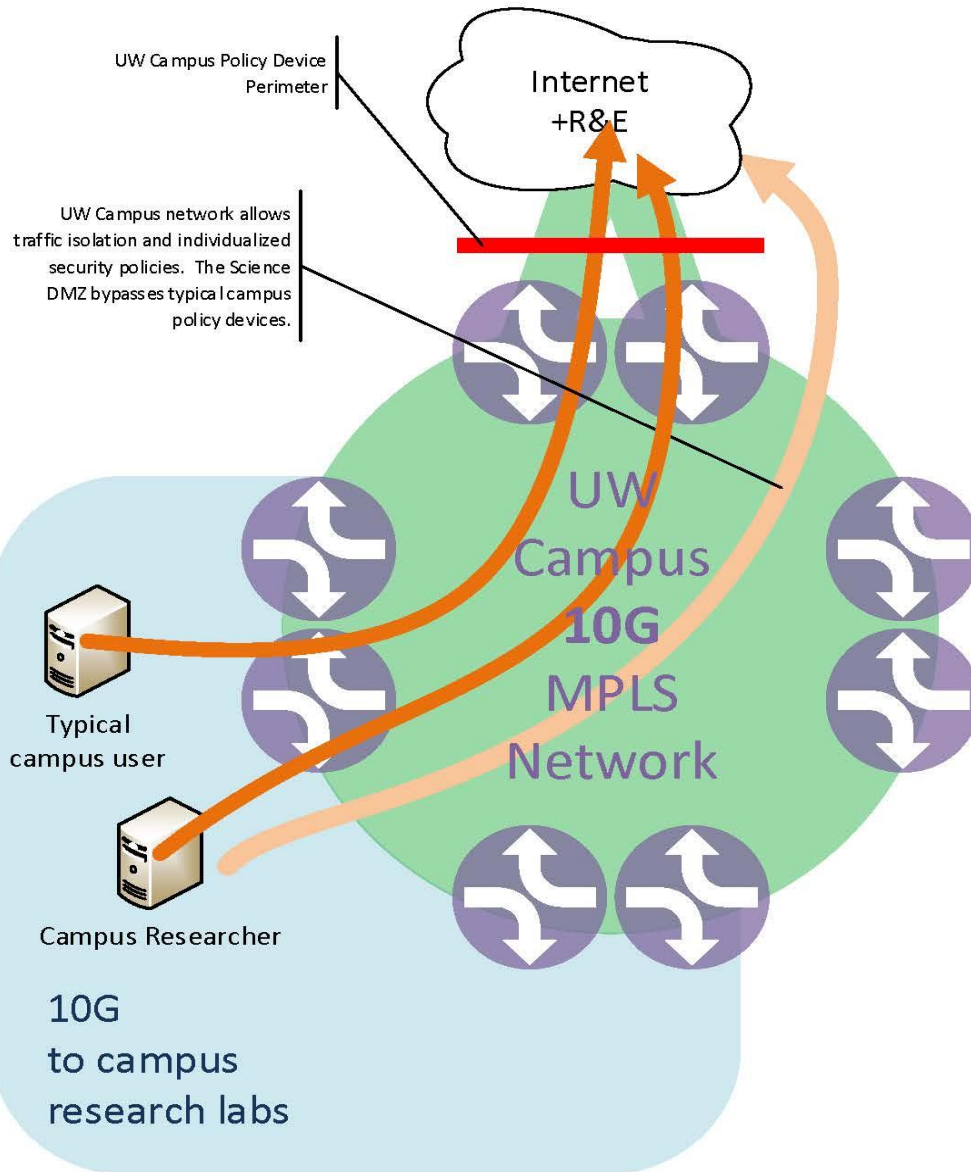 UW Campus Policy Device
Perimeter
Internet
+R&E
UW Campus network allows
traffic isolation and individualized
security policies.  The Science
DMZ bypasses typical campus
policy devices.
UW
Campus
10G
MPLS
Network
Typical
campus user
Campus Researcher
10G
to campus
research labs